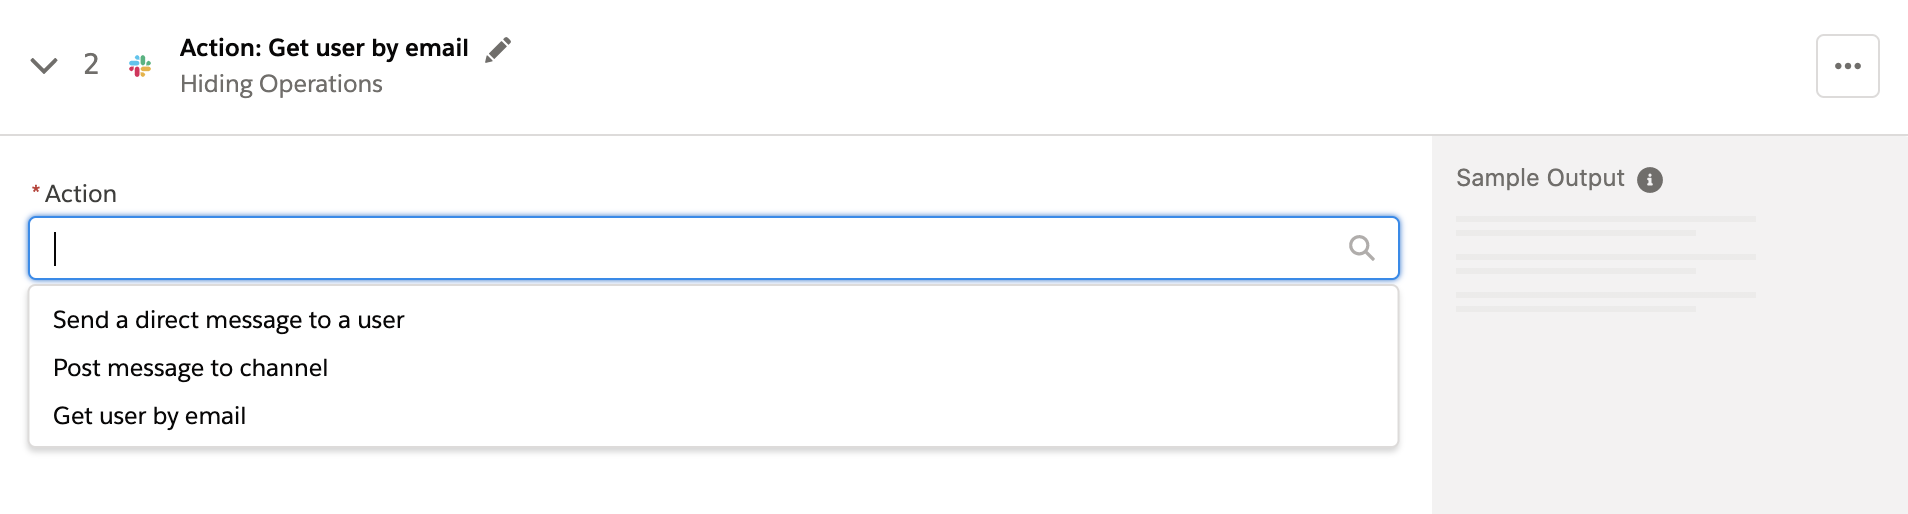 2
Action: Get user by email
Hiding Operations
* Action
Send a direct message to a user
Post message to channel
Get user by email
Sample Output